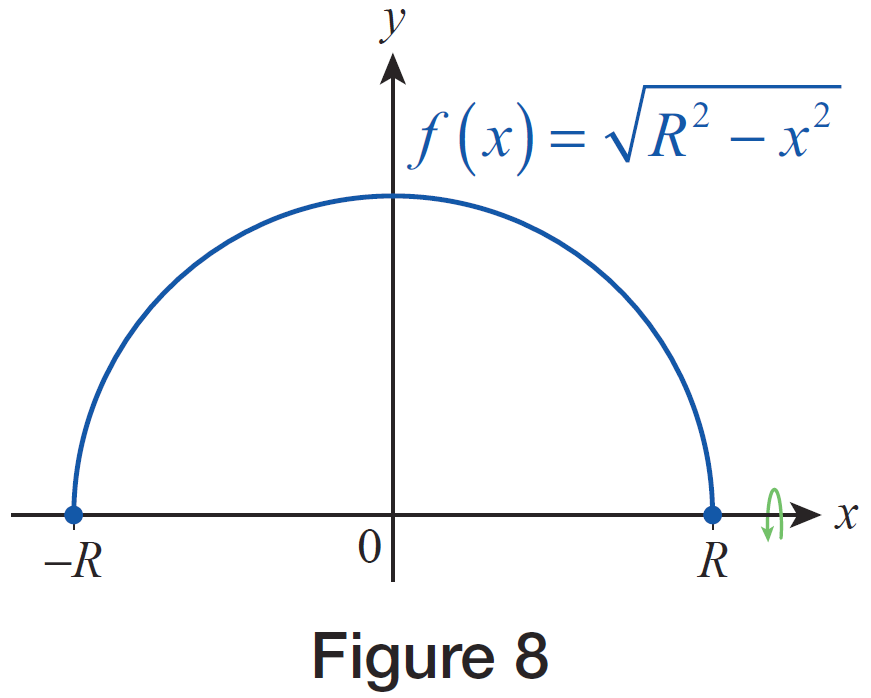 y
f(x) = √(R² − x²)
x
−R
0
R
Figure 8